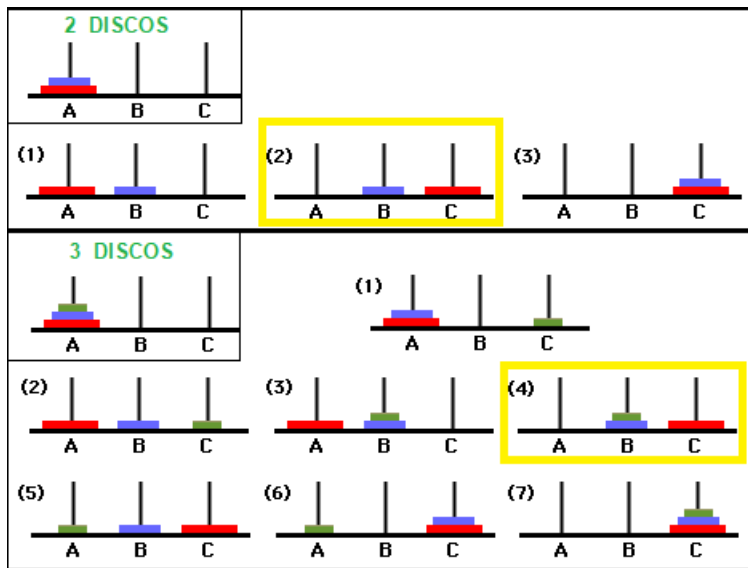 2 DISCOS
A B C
(1) (2) (3)
A B C A B C A B C
3 DISCOS
(1)
A B C A B C
(2) (3) (4)
A B C A B C A B C
(5) (6) (7)
A B C A B C A B C